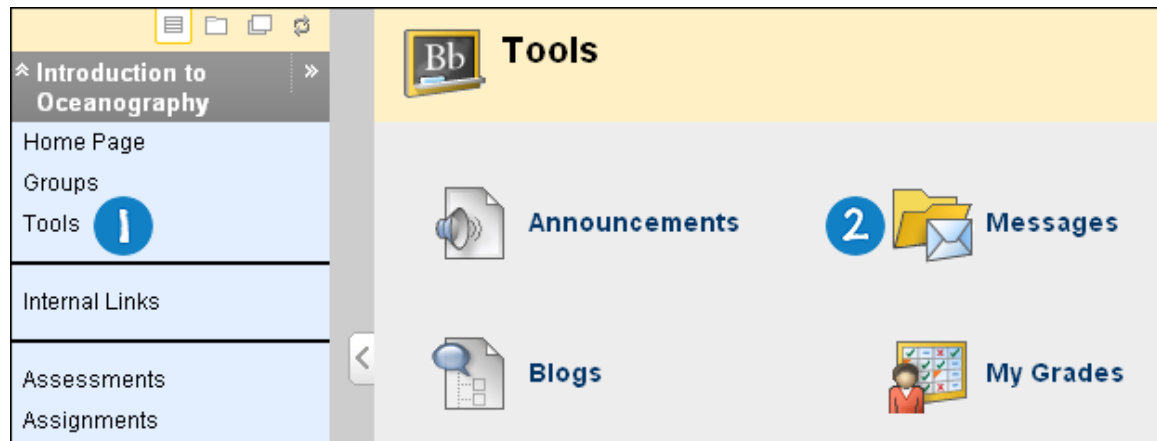 Introduction to
Oceanography
Home Page
Groups
Tools 1
Internal Links
Assessments
Assignments
Bb Tools
Announcements
2 Messages
Blogs
My Grades